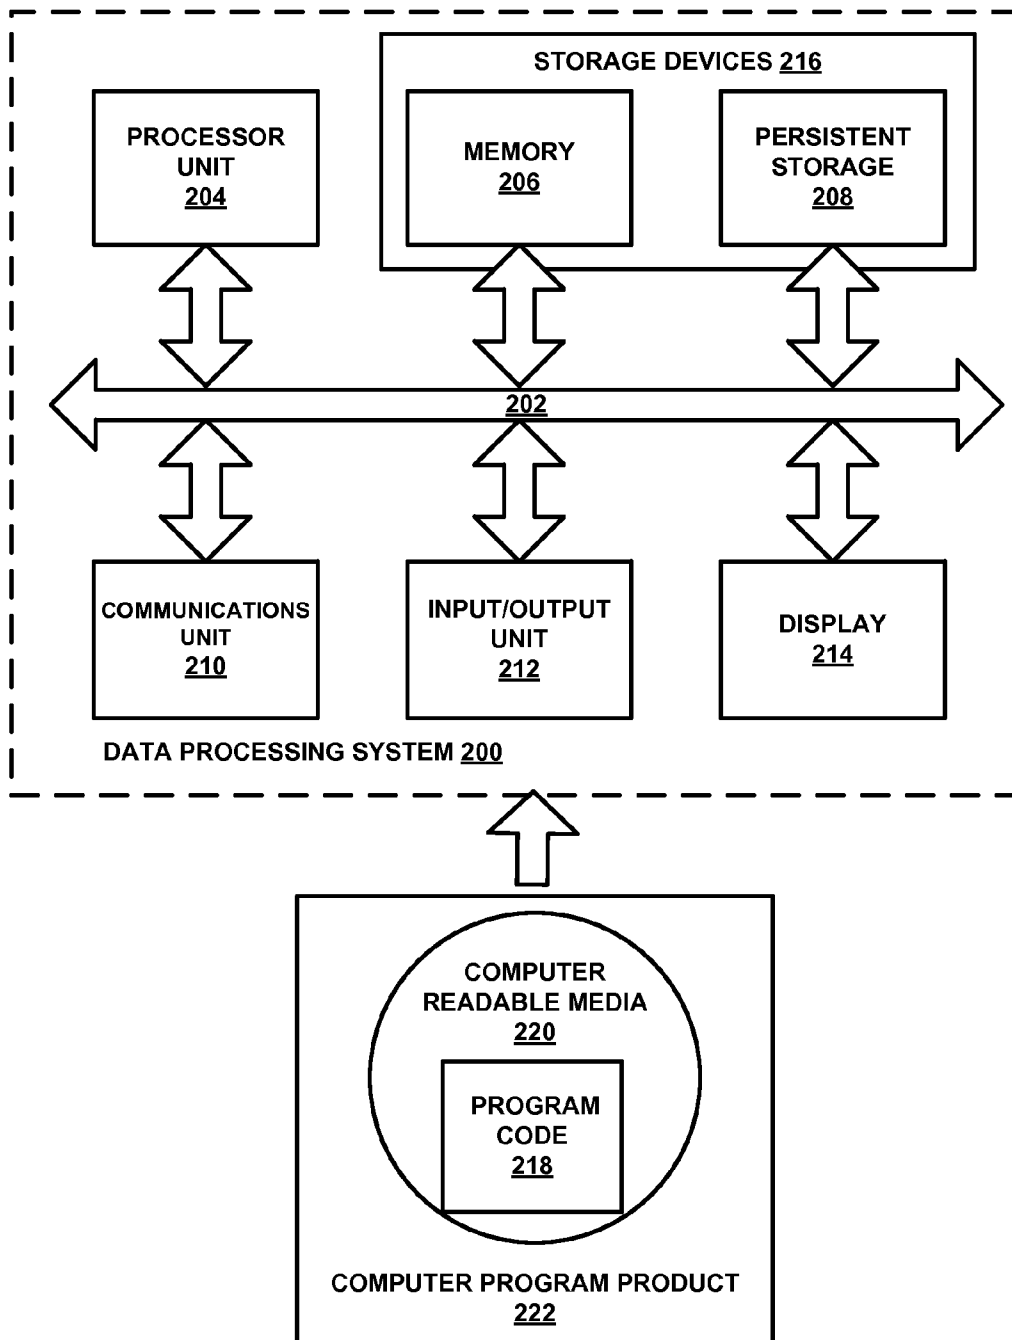 STORAGE DEVICES 216
PROCESSOR
UNIT
204
MEMORY
206
PERSISTENT
STORAGE
208
202
COMMUNICATIONS
UNIT
210
INPUT/OUTPUT
UNIT
212
DISPLAY
214
DATA PROCESSING SYSTEM 200
COMPUTER
READABLE MEDIA
220
PROGRAM
CODE
218
COMPUTER PROGRAM PRODUCT
222